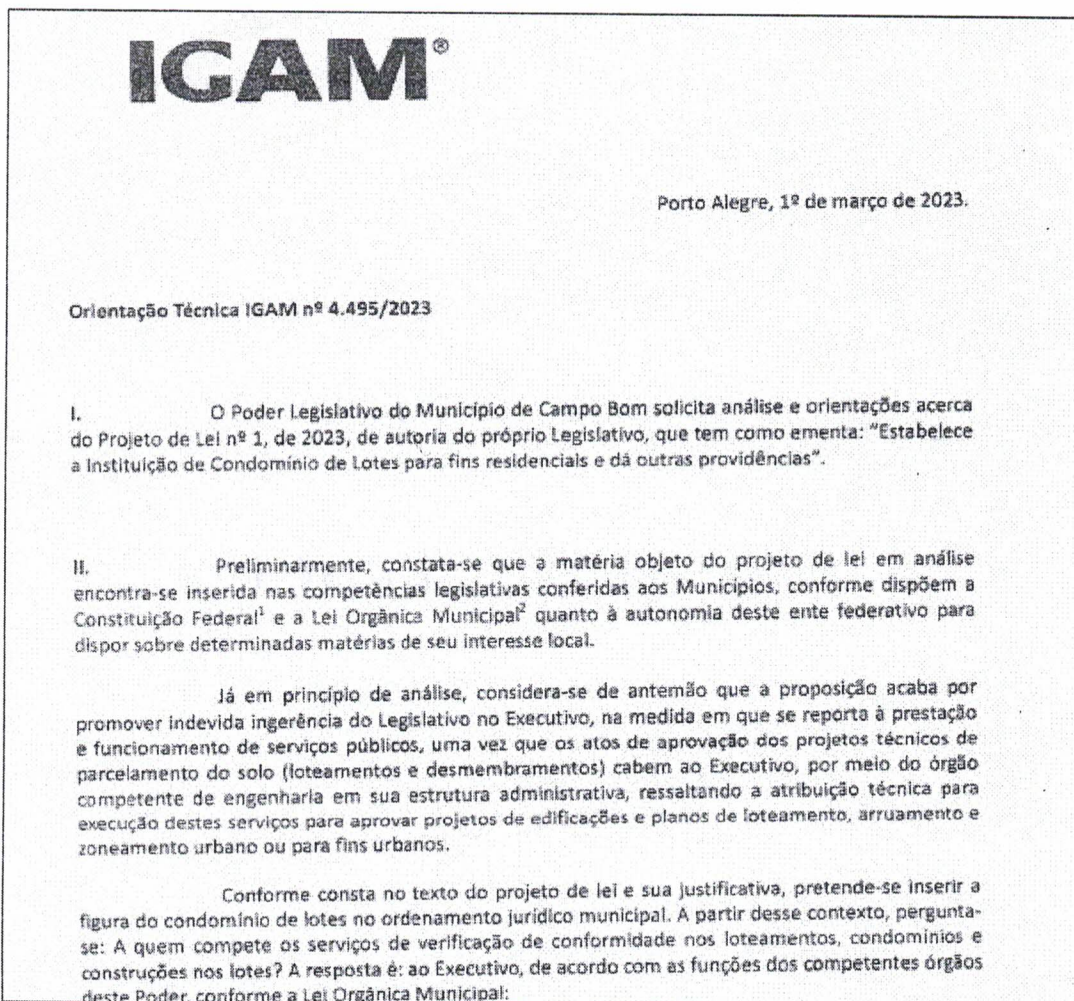 IGAM®
Porto Alegre, 1º de março de 2023.
Orientação Técnica IGAM nº 4.495/2023
I. O Poder Legislativo do Município de Campo Bom solicita análise e orientações acerca
do Projeto de Lei nº 1, de 2023, de autoria do próprio Legislativo, que tem como ementa: “Estabelece
a Instituição de Condomínio de Lotes para fins residenciais e dá outras providências”.
II. Preliminarmente, constata-se que a matéria objeto do projeto de lei em análise
encontra-se inserida nas competências legislativas conferidas aos Municípios, conforme dispõem a
Constituição Federal¹ e a Lei Orgânica Municipal² quanto à autonomia deste ente federativo para
dispor sobre determinadas matérias de seu interesse local.
Já em princípio de análise, considera-se de antemão que a proposição acaba por
promover indevida ingerência do Legislativo no Executivo, na medida em que se reporta à prestação
e funcionamento de serviços públicos, uma vez que os atos de aprovação dos projetos técnicos de
parcelamento do solo (loteamentos e desmembramentos) cabem ao Executivo, por meio do órgão
competente de engenharia em sua estrutura administrativa, ressaltando a atribuição técnica para
execução destes serviços para aprovar projetos de edificações e planos de loteamento, arruamento e
zoneamento urbano ou para fins urbanos.
Conforme consta no texto do projeto de lei e sua justificativa, pretende-se inserir a
figura do condomínio de lotes no ordenamento jurídico municipal. A partir desse contexto, pergunta-
se: A quem compete os serviços de verificação de conformidade nos loteamentos, condomínios e
construções nos lotes? A resposta é: ao Executivo, de acordo com as funções dos competentes órgãos
deste Poder, conforme a Lei Orgânica Municipal: